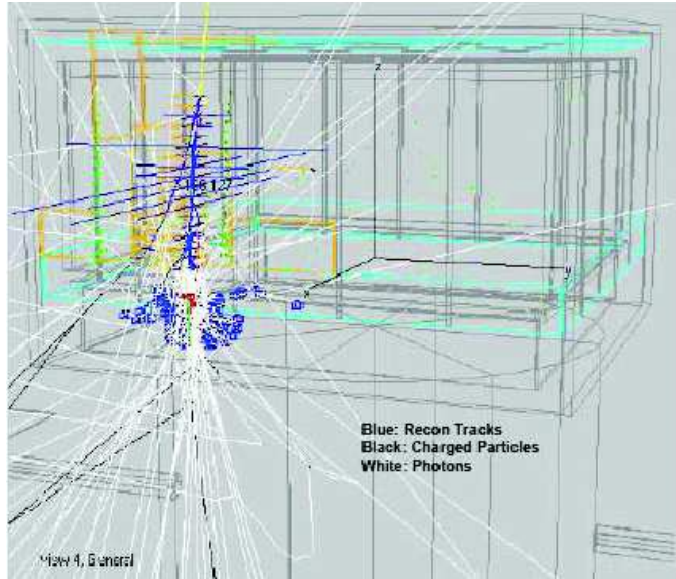 z
Blue: Recon Tracks
Black: Charged Particles
White: Photons
view 4, General